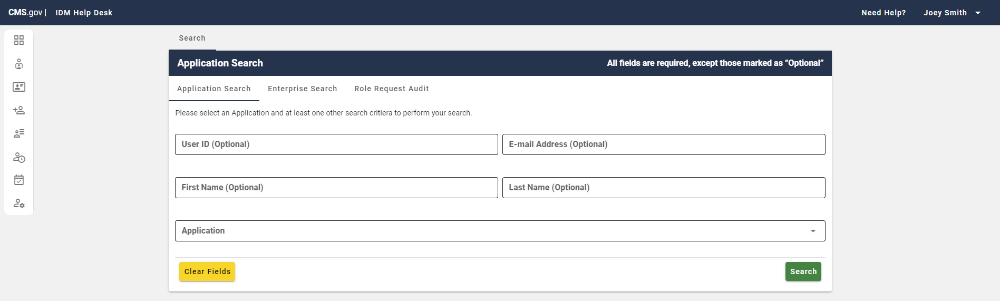 CMS.gov | IDM Help Desk
Need Help?
Joey Smith
Search
Application Search
All fields are required, except those marked as “Optional”
Application Search
Enterprise Search
Role Request Audit
Please select an Application and at least one other search critiera to perform your search.
User ID (Optional)
E-mail Address (Optional)
First Name (Optional)
Last Name (Optional)
Application
Clear Fields
Search